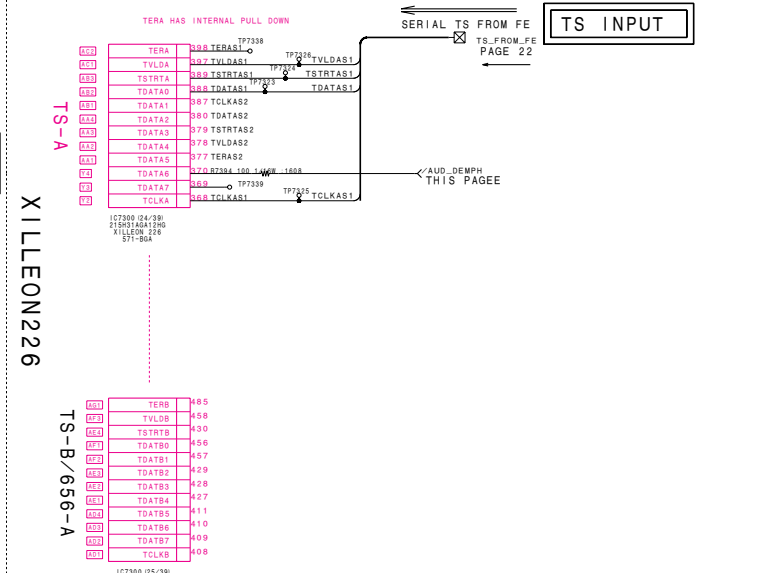 TERA HAS INTERNAL PULL DOWN
SERIAL TS FROM FE
TS INPUT
TS_FROM_FE
PAGE 22
TS-A
AC2 TERA 398 TERAS1 TP7338
AC1 TVLDA 397 TVLDAS1 TP7326 TVLDAS1
AB3 TSTRTA 389 TSTRTAS1 TP7324 TSTRTAS1
AB2 TDATA0 388 TDATAS1 TP7323 TDATAS1
AB1 TDATA1 387 TCLKAS2
AA4 TDATA2 380 TDATAS2
AA3 TDATA3 379 TSTRTAS2
AA2 TDATA4 378 TVLDAS2
AA1 TDATA5 377 TERAS2
Y4 TDATA6 370 R7394 100 1/16W :1608 AUD_DEMPH
THIS PAGEE
Y3 TDATA7 369 TP7339
Y2 TCLKA 368 TCLKAS1 TP7325 TCLKAS1
IC7300 (24/39)
215H31AGA12HG
XILLEON 226
571-BGA
XILLEON226
TS-B/656-A
AG1 TERB 485
AF3 TVLDB 458
AE4 TSTRTB 430
AF1 TDATB0 456
AF2 TDATB1 457
AE3 TDATB2 429
AE2 TDATB3 428
AE1 TDATB4 427
AD4 TDATB5 411
AD3 TDATB6 410
AD2 TDATB7 409
AD1 TCLKB 408
IC7300 (25/39)